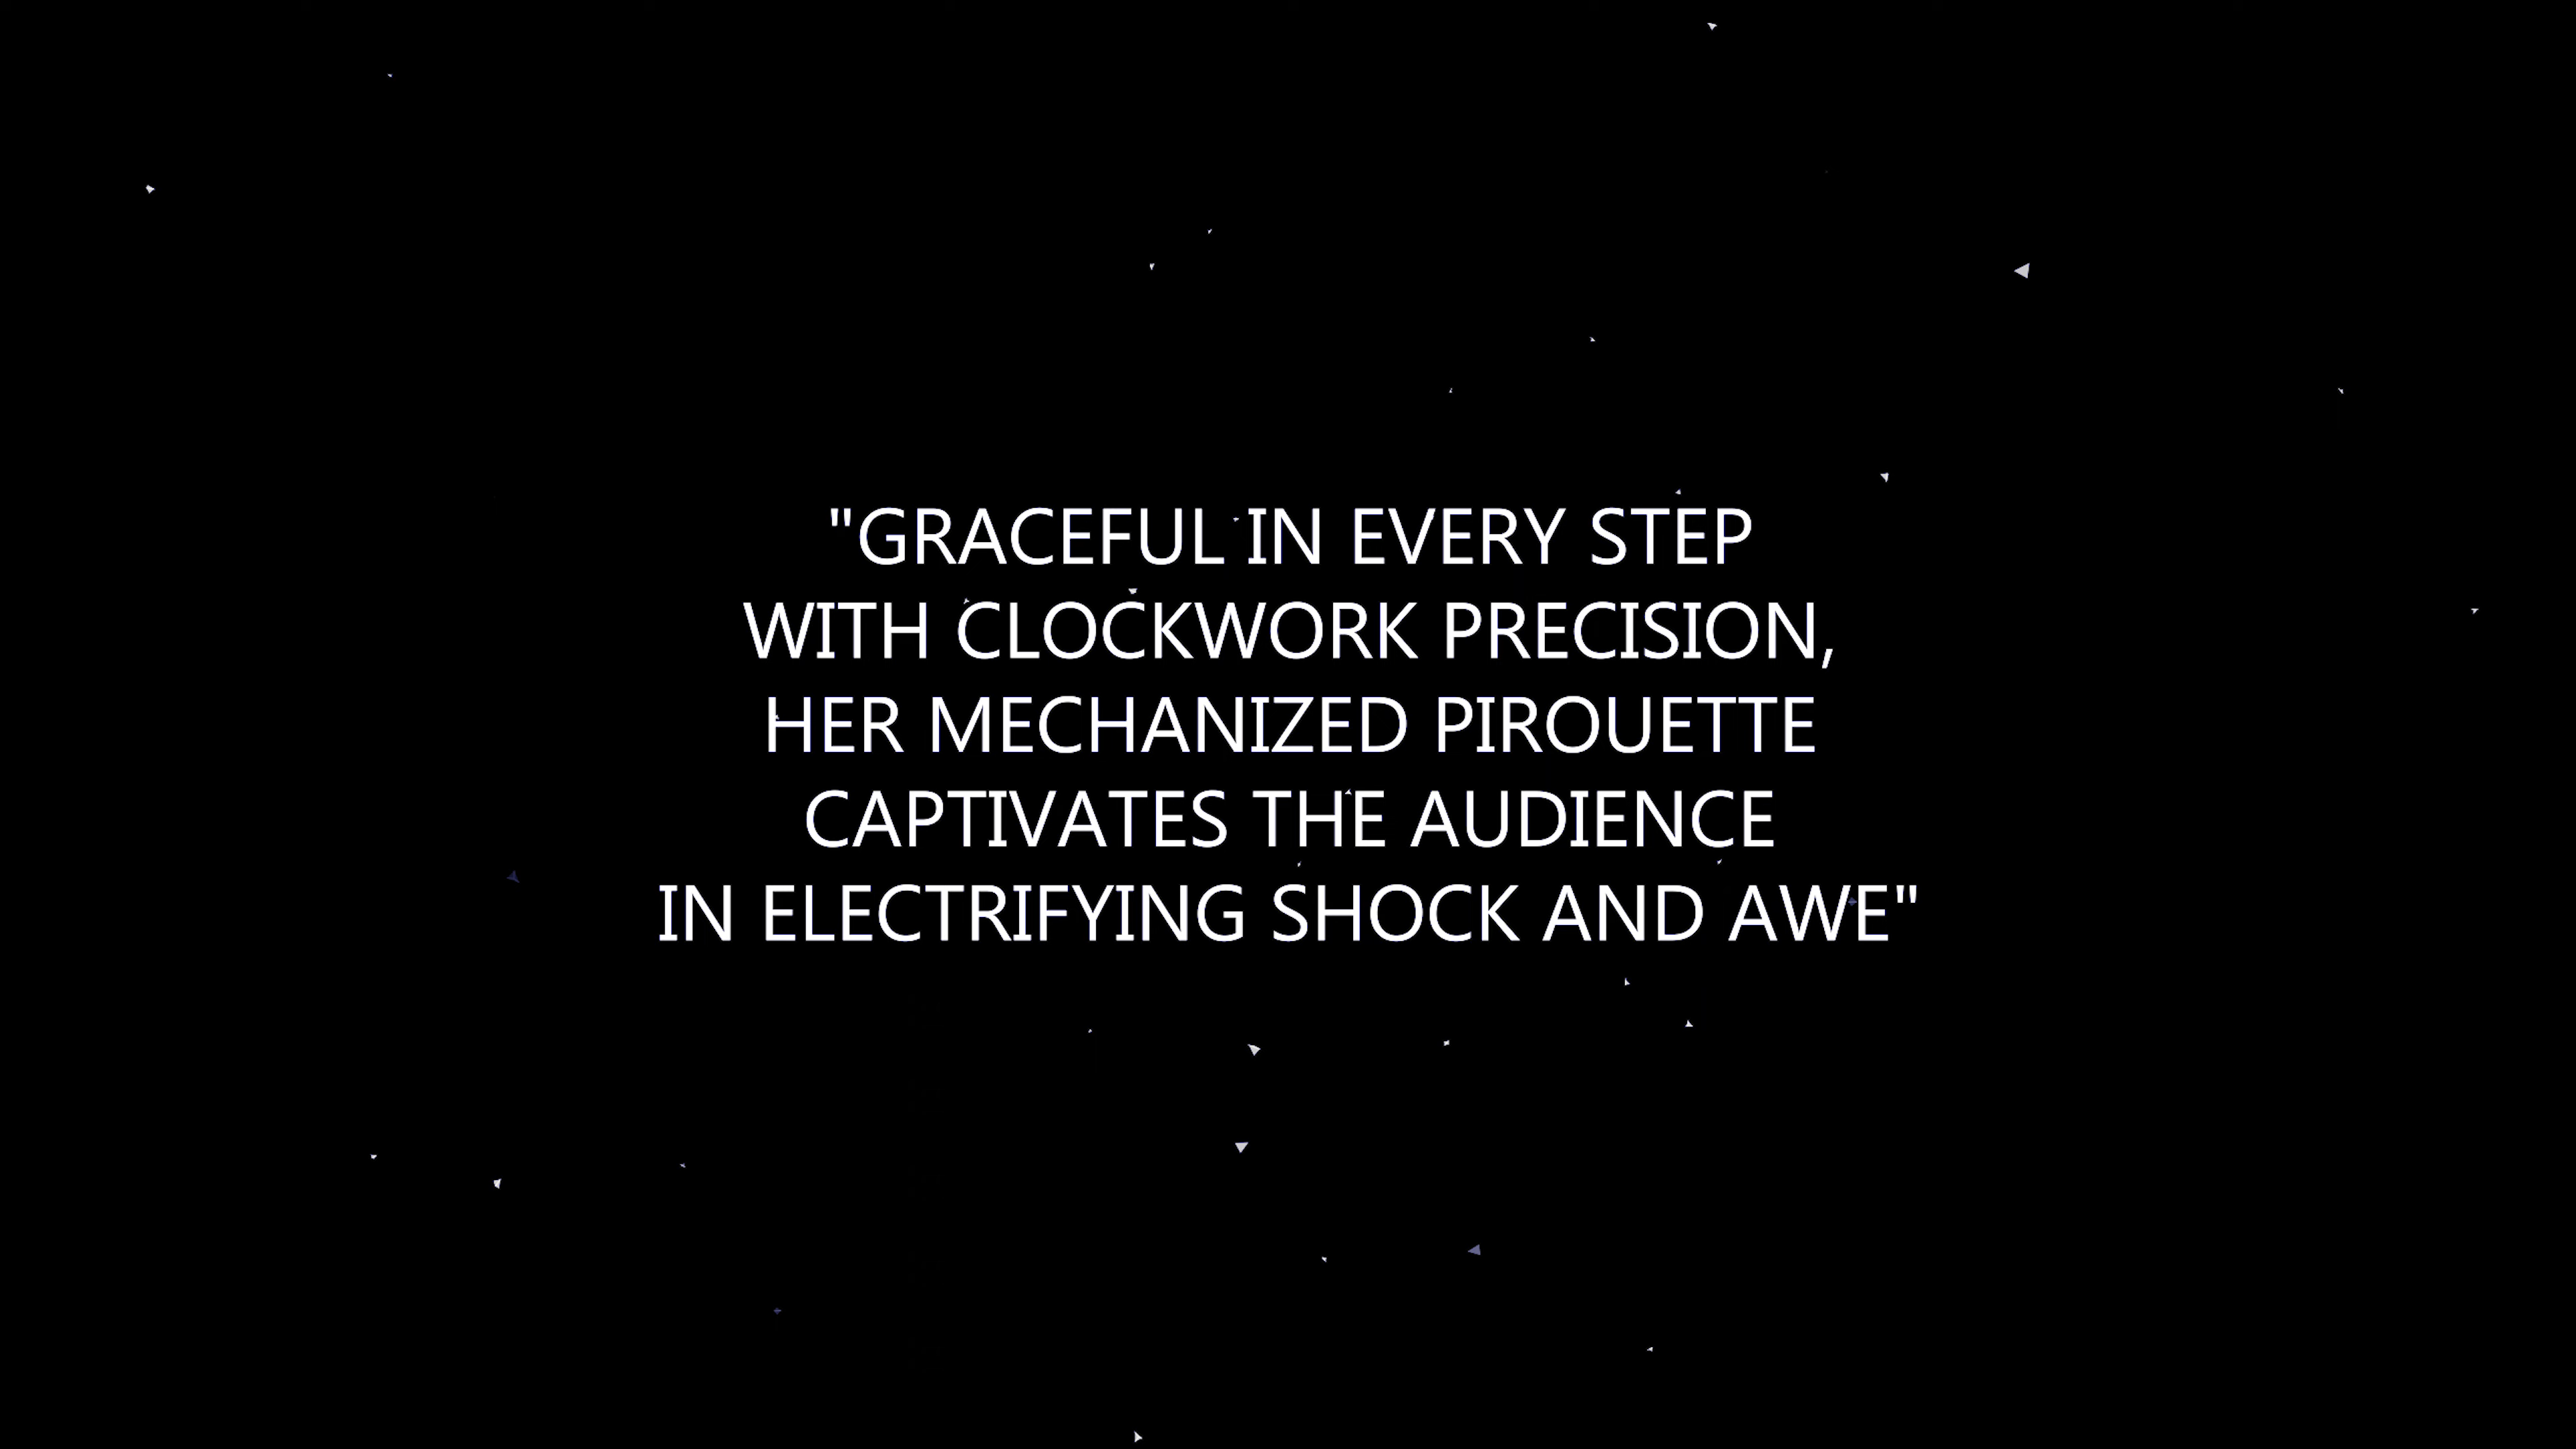 "GRACEFUL IN EVERY STEP
WITH CLOCKWORK PRECISION,
HER MECHANIZED PIROUETTE
CAPTIVATES THE AUDIENCE
IN ELECTRIFYING SHOCK AND AWE"